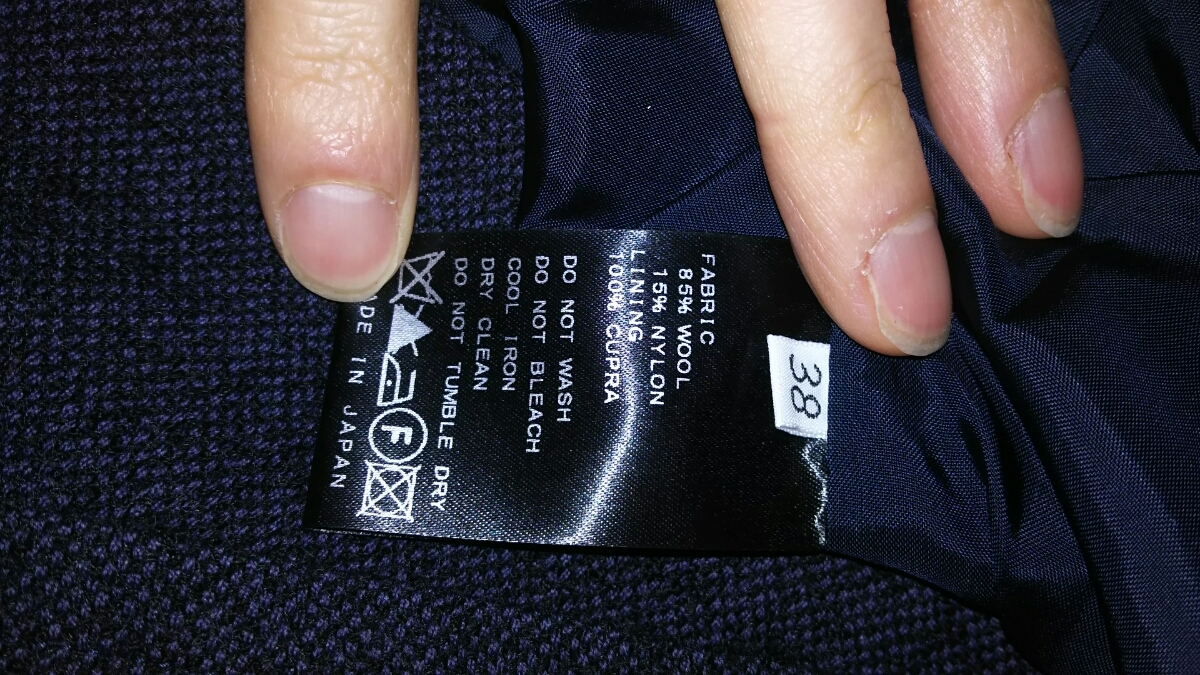 38
FABRIC
85% WOOL
15% NYLON
LINING
100% CUPRA
DO NOT WASH
DO NOT BLEACH
COOL IRON
DRY CLEAN
DO NOT TUMBLE DRY
F
IN JAPAN